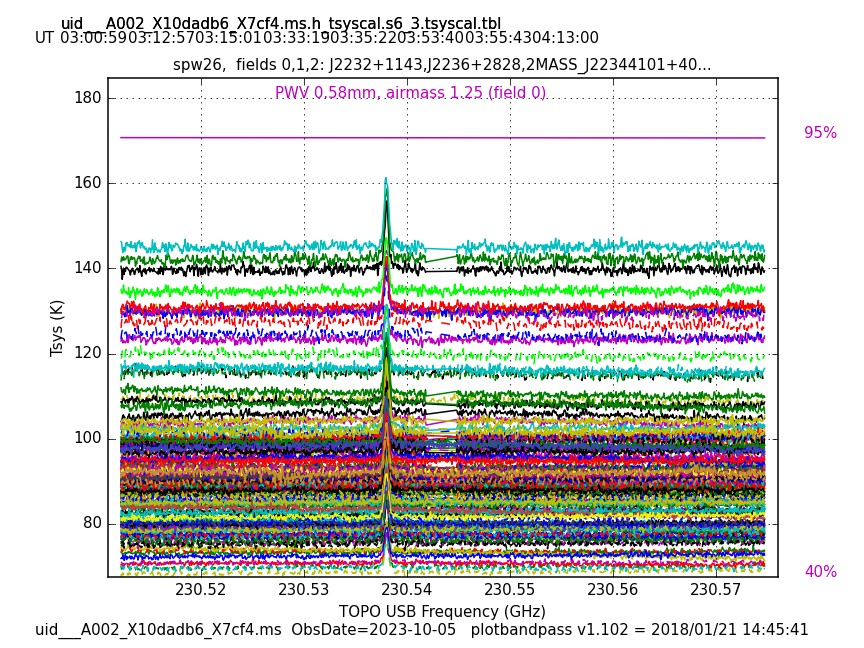 uid___A002_X10dadb6_X7cf4.ms.h_tsyscal.s6_3.tsyscal.tbl
UT 03:00:5903:12:5703:15:0103:33:1903:35:2203:53:4003:55:4304:13:00
spw26,  fields 0,1,2: J2232+1143,J2236+2828,2MASS_J22344101+40...
PWV 0.58mm, airmass 1.25 (field 0)
180
160
140
120
100
80
95%
40%
Tsys (K)
230.52 230.53 230.54 230.55 230.56 230.57
TOPO USB Frequency (GHz)
uid___A002_X10dadb6_X7cf4.ms  ObsDate=2023-10-05   plotbandpass v1.102 = 2018/01/21 14:45:41